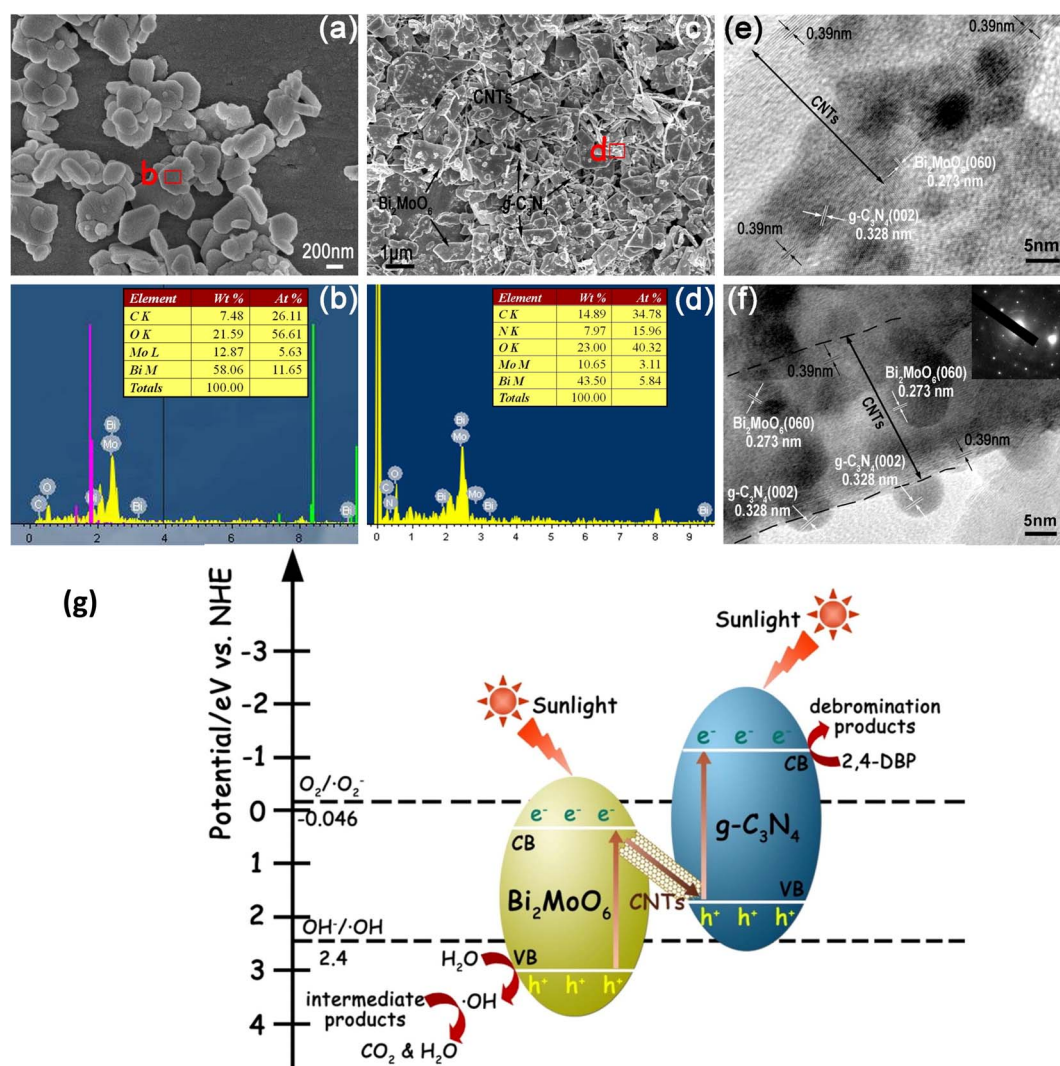 (a)
b
200nm
(c)
CNTs
d
Bi₂MoO₆
g-C₃N₄
1μm
(e)
0.39nm
0.39nm
CNTs
Bi₂MoO₆(060)
0.273 nm
g-C₃N₄(002)
0.328 nm
0.39nm
5nm
(b)
Element Wt % At %
C K 7.48 26.11
O K 21.59 56.61
Mo L 12.87 5.63
Bi M 58.06 11.65
Totals 100.00
Bi
Mo
O
C
Bi
Bi
0 2 4 6 8
(d)
Element Wt % At %
C K 14.89 34.78
N K 7.97 15.96
O K 23.00 40.32
Mo M 10.65 3.11
Bi M 43.50 5.84
Totals 100.00
Bi
Mo
O
C
N
Bi
Mo
Bi
Bi
0 1 2 3 4 5 6 7 8 9
(f)
0.39nm
Bi₂MoO₆(060)
0.273 nm
CNTs
Bi₂MoO₆(060)
0.273 nm
0.39nm
g-C₃N₄(002)
0.328 nm
g-C₃N₄(002)
0.328 nm
5nm
(g)
Potential/eV vs. NHE
-3
-2
-1
0
1
2
3
4
O₂/·O₂⁻
-0.046
OH⁻/·OH
2.4
Sunlight
Sunlight
e⁻ e⁻ e⁻
CB
Bi₂MoO₆
VB
h⁺ h⁺ h⁺
CNTs
e⁻ e⁻ e⁻
CB
g-C₃N₄
VB
h⁺ h⁺ h⁺
debromination
products
2,4-DBP
H₂O
·OH
intermediate
products
CO₂ & H₂O